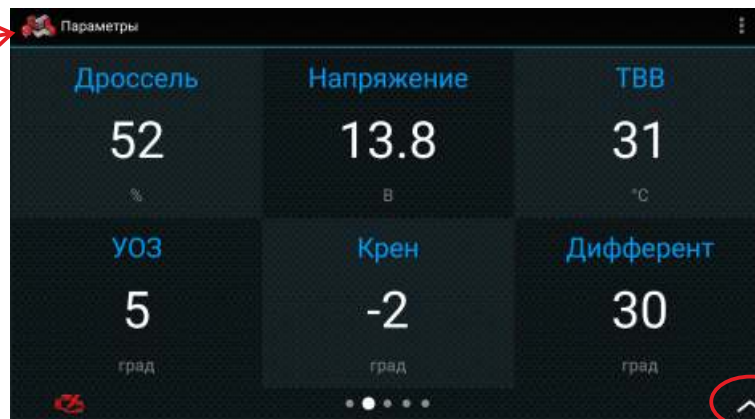 Параметры
Дроссель Напряжение ТВВ
52 13.8 31
% В °C
УОЗ Крен Дифферент
5 -2 30
град град град